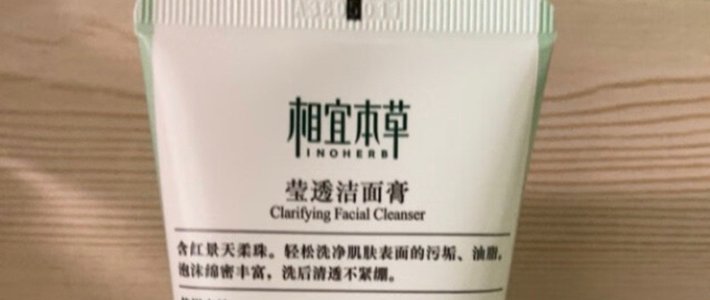 相宜本草
INOHERB
莹透洁面膏
Clarifying Facial Cleanser
含红景天柔珠。轻松洗净肌肤表面的污垢、油脂,
泡沫绵密丰富，洗后清透不紧绷。